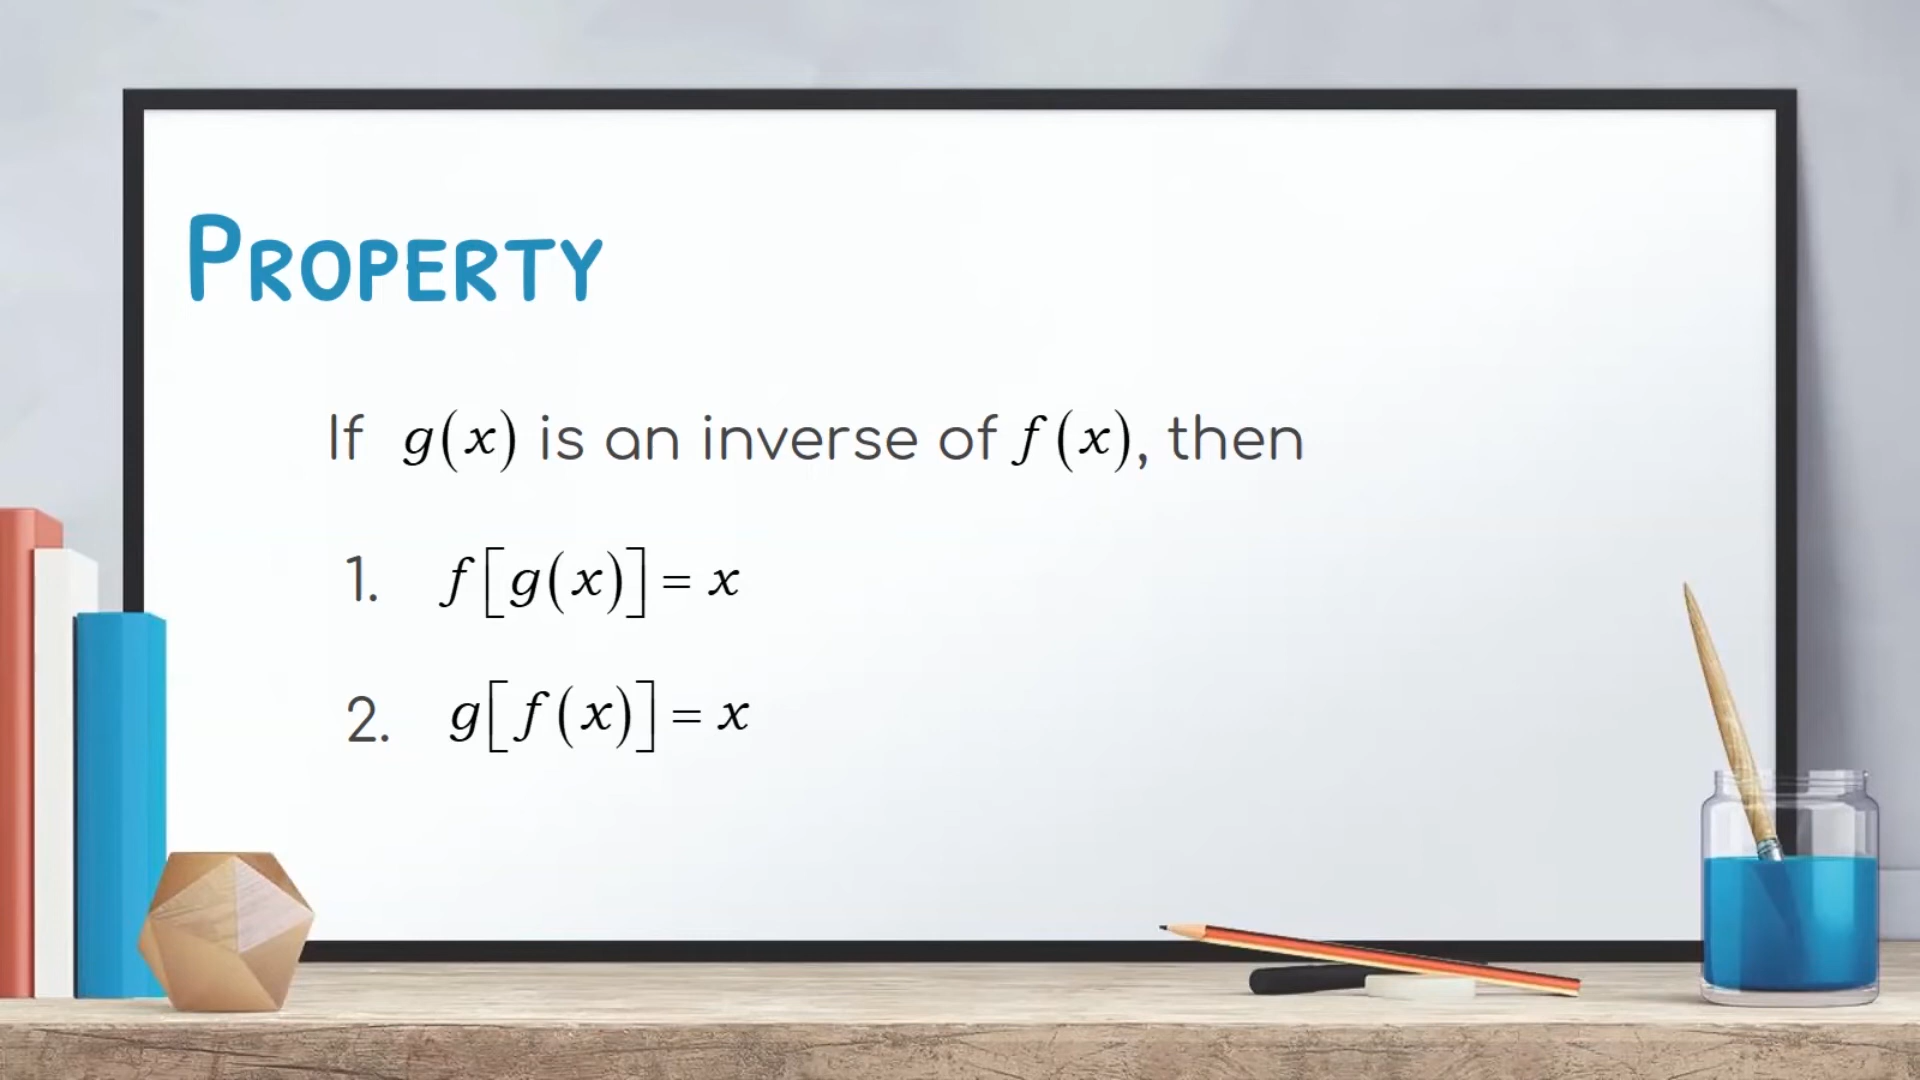 PROPERTY
If g(x) is an inverse of f(x), then
1. f[g(x)] = x
2. g[f(x)] = x